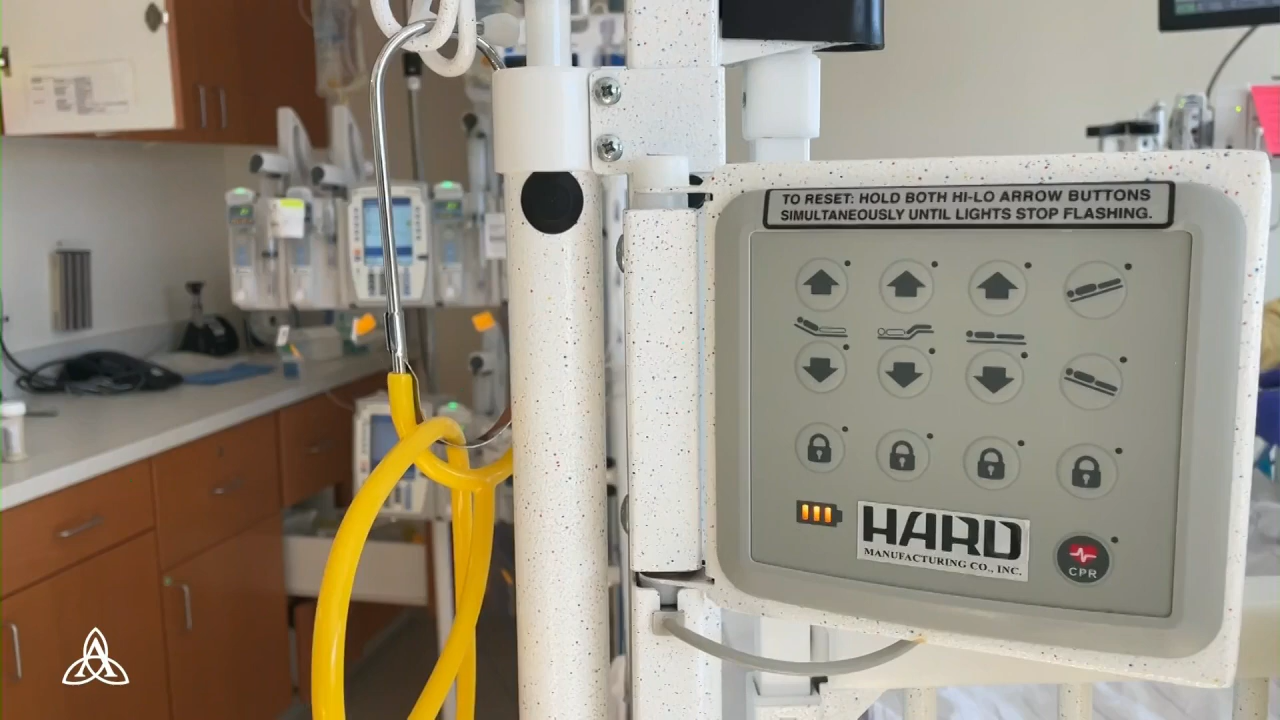 TO RESET: HOLD BOTH HI-LO ARROW BUTTONS
SIMULTANEOUSLY UNTIL LIGHTS STOP FLASHING.
HARD
MANUFACTURING CO., INC.
CPR